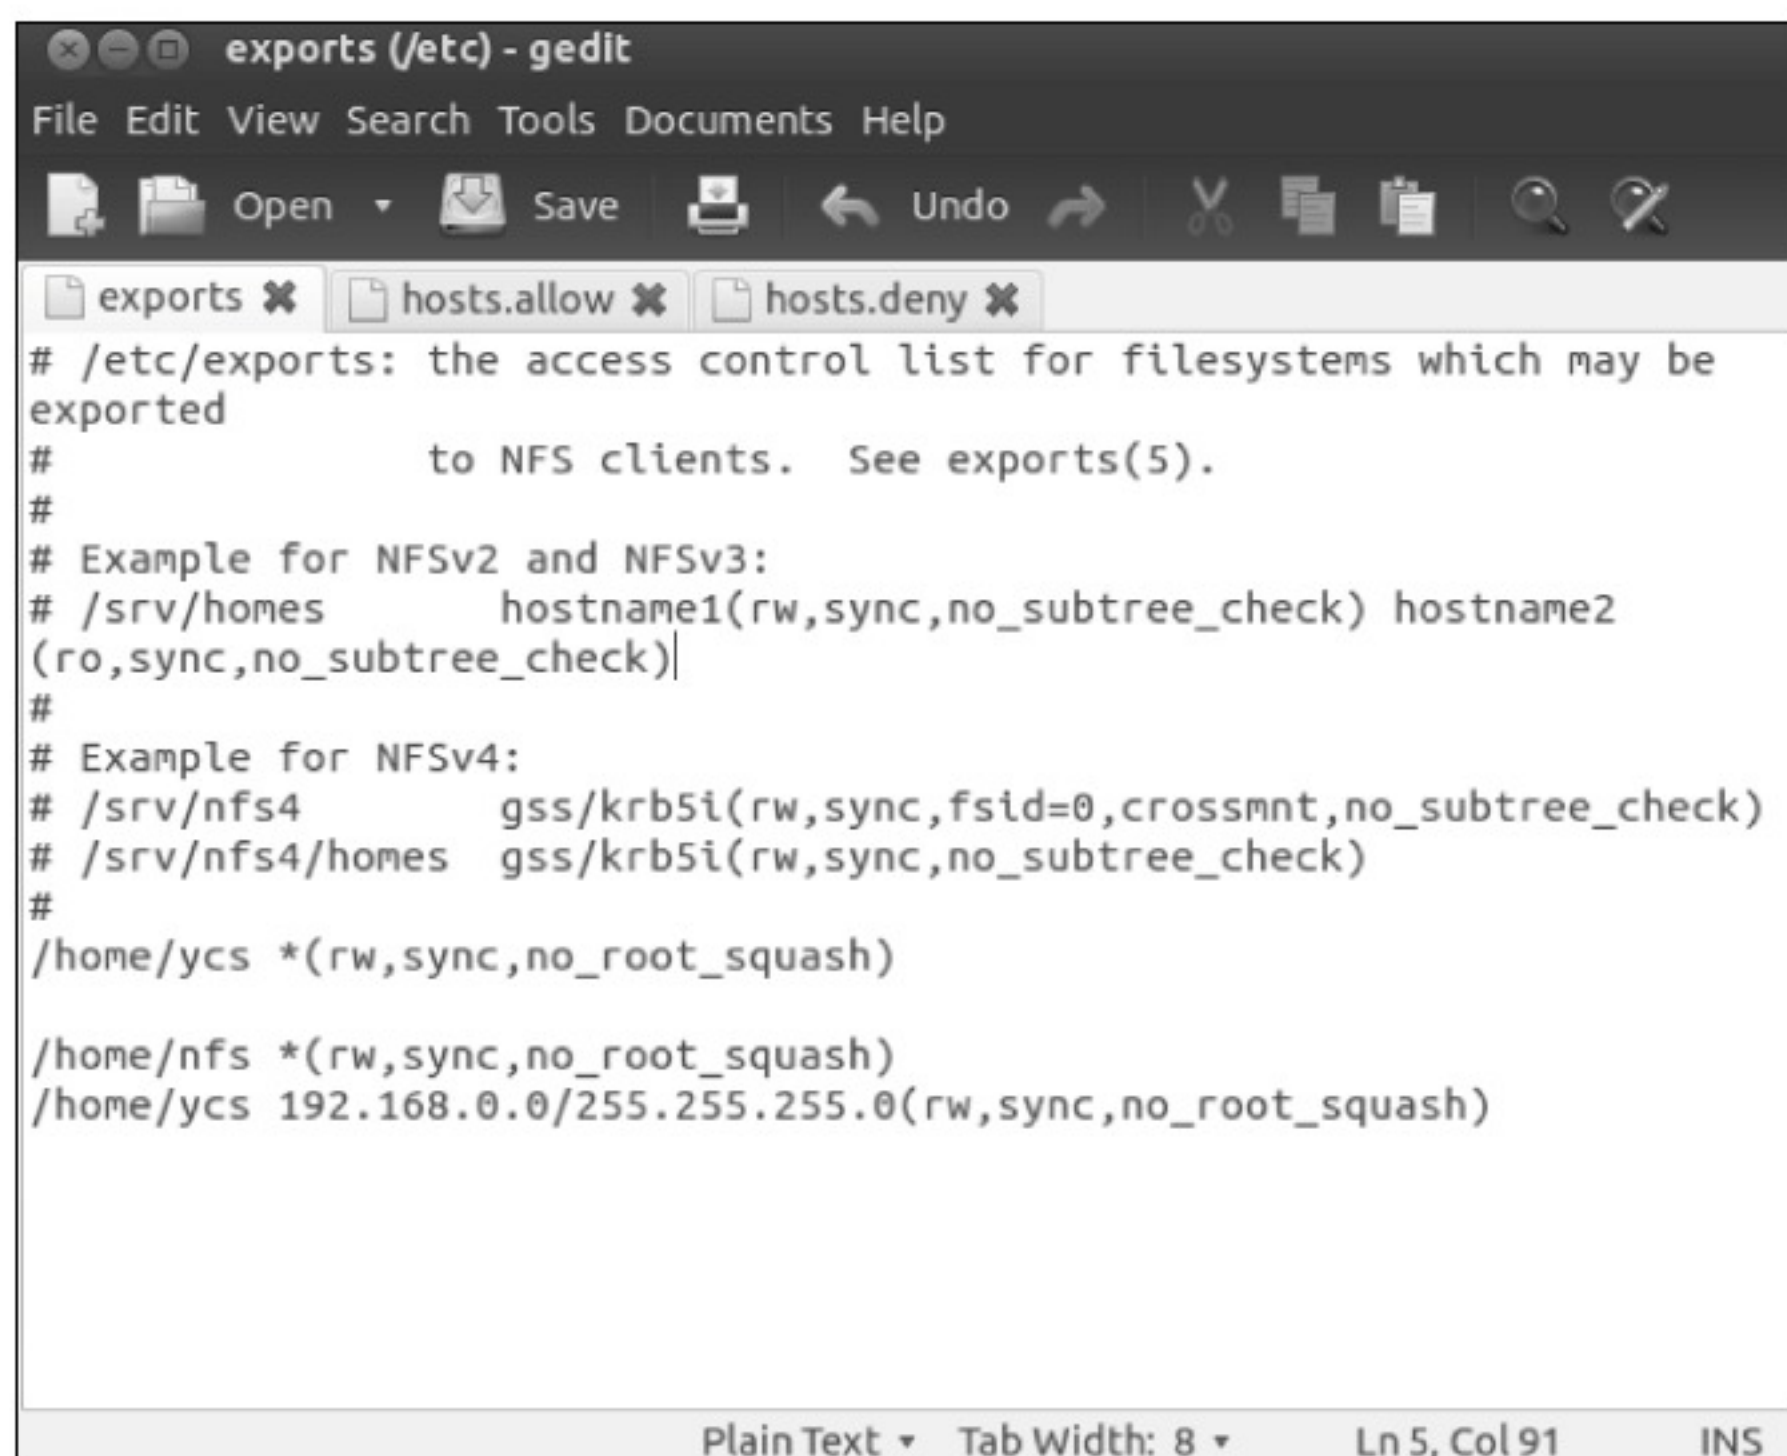 exports (/etc) - gedit
File Edit View Search Tools Documents Help
Open Save Undo
exports hosts.allow hosts.deny
# /etc/exports: the access control list for filesystems which may be
exported
#               to NFS clients.  See exports(5).
#
# Example for NFSv2 and NFSv3:
# /srv/homes       hostname1(rw,sync,no_subtree_check) hostname2
(ro,sync,no_subtree_check)
#
# Example for NFSv4:
# /srv/nfs4        gss/krb5i(rw,sync,fsid=0,crossmnt,no_subtree_check)
# /srv/nfs4/homes  gss/krb5i(rw,sync,no_subtree_check)
#
/home/ycs *(rw,sync,no_root_squash)

/home/nfs *(rw,sync,no_root_squash)
/home/ycs 192.168.0.0/255.255.255.0(rw,sync,no_root_squash)
Plain Text Tab Width: 8 Ln 5, Col 91 INS